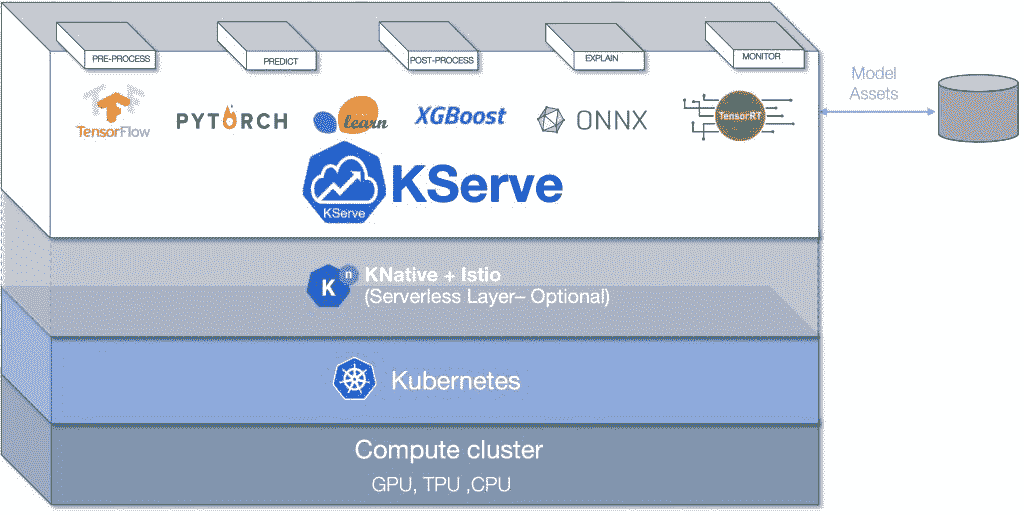 PRE-PROCESS
PREDICT
POST-PROCESS
EXPLAIN
MONITOR
TensorFlow
PYTORCH
learn
XGBoost
ONNX
TensorRT
Model
Assets
KServe
KServe
n
K
KNative + Istio
(Serverless Layer– Optional)
Kubernetes
Compute cluster
GPU, TPU ,CPU